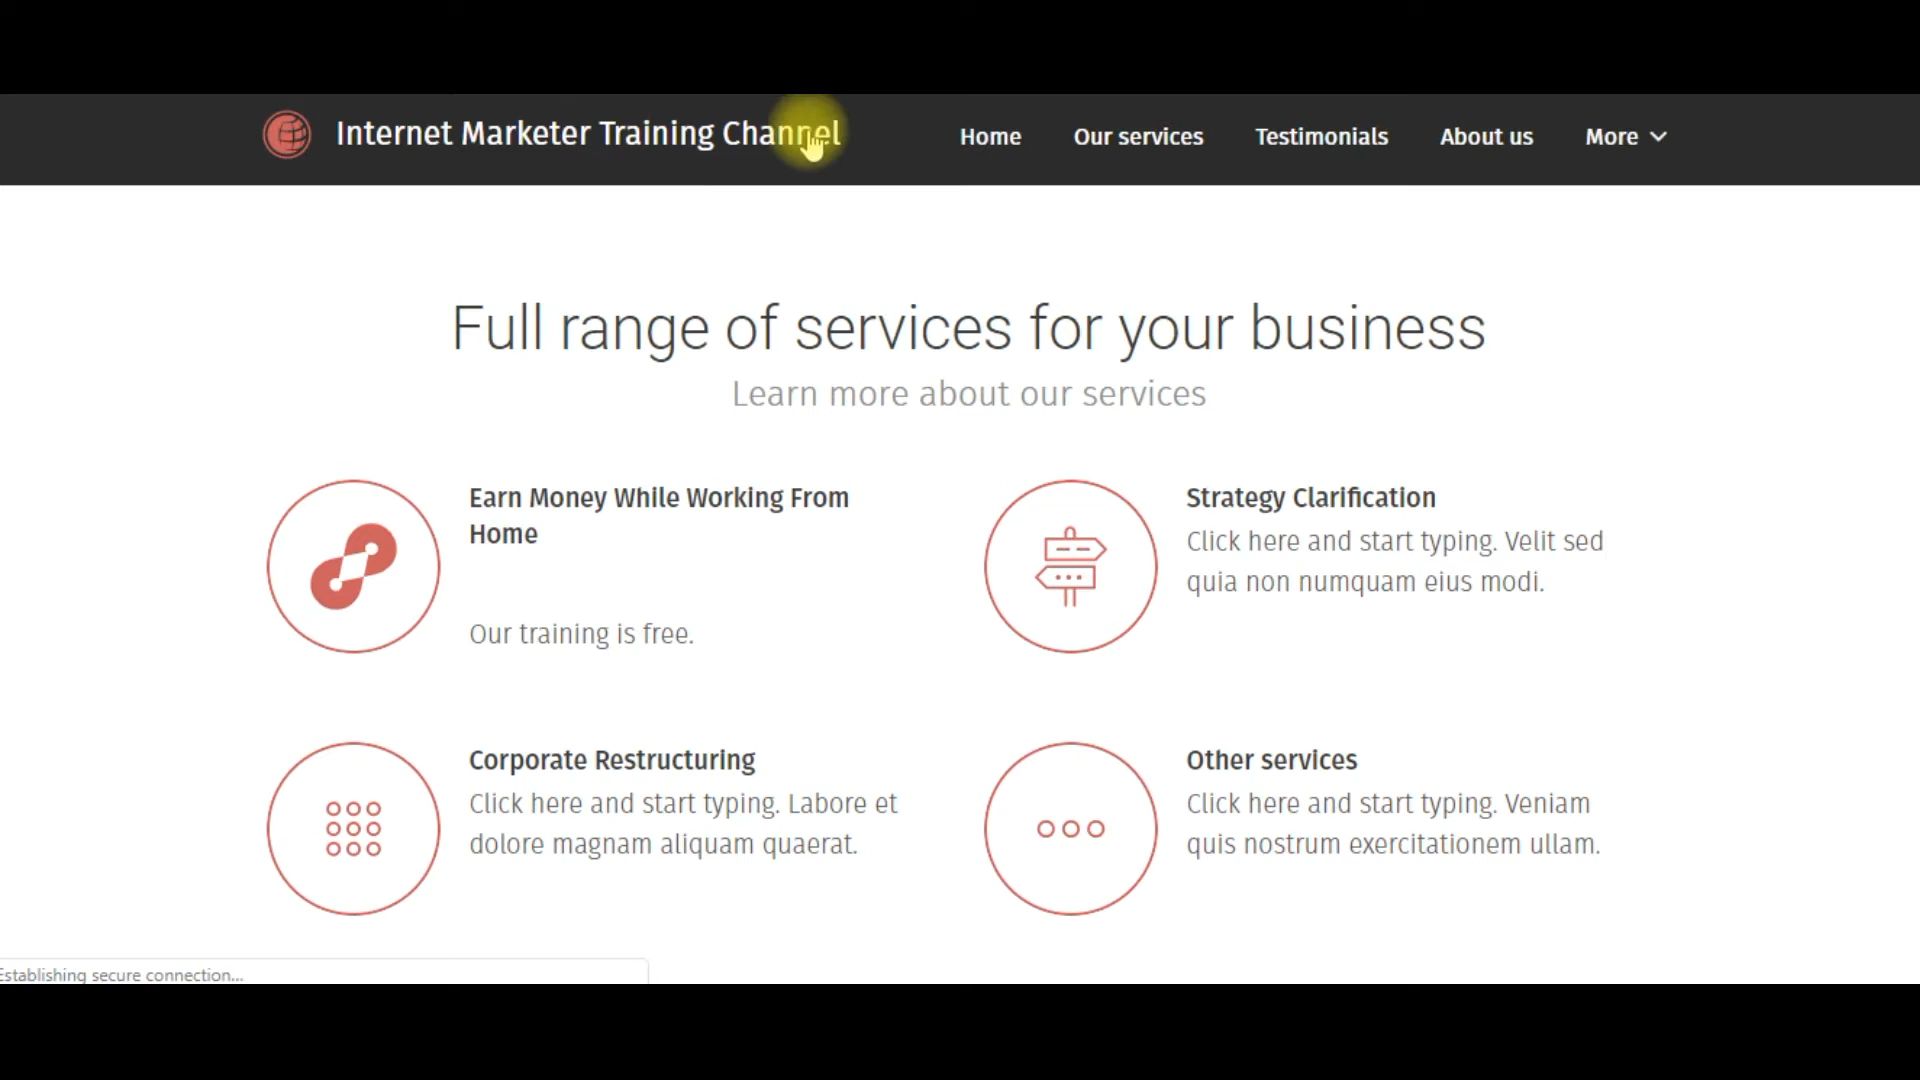 Internet Marketer Training Channel
Home
Our services
Testimonials
About us
More
Full range of services for your business
Learn more about our services
Earn Money While Working From
Home
Our training is free.
Strategy Clarification
Click here and start typing. Velit sed
quia non numquam eius modi.
Corporate Restructuring
Click here and start typing. Labore et
dolore magnam aliquam quaerat.
Other services
Click here and start typing. Veniam
quis nostrum exercitationem ullam.
Establishing secure connection...